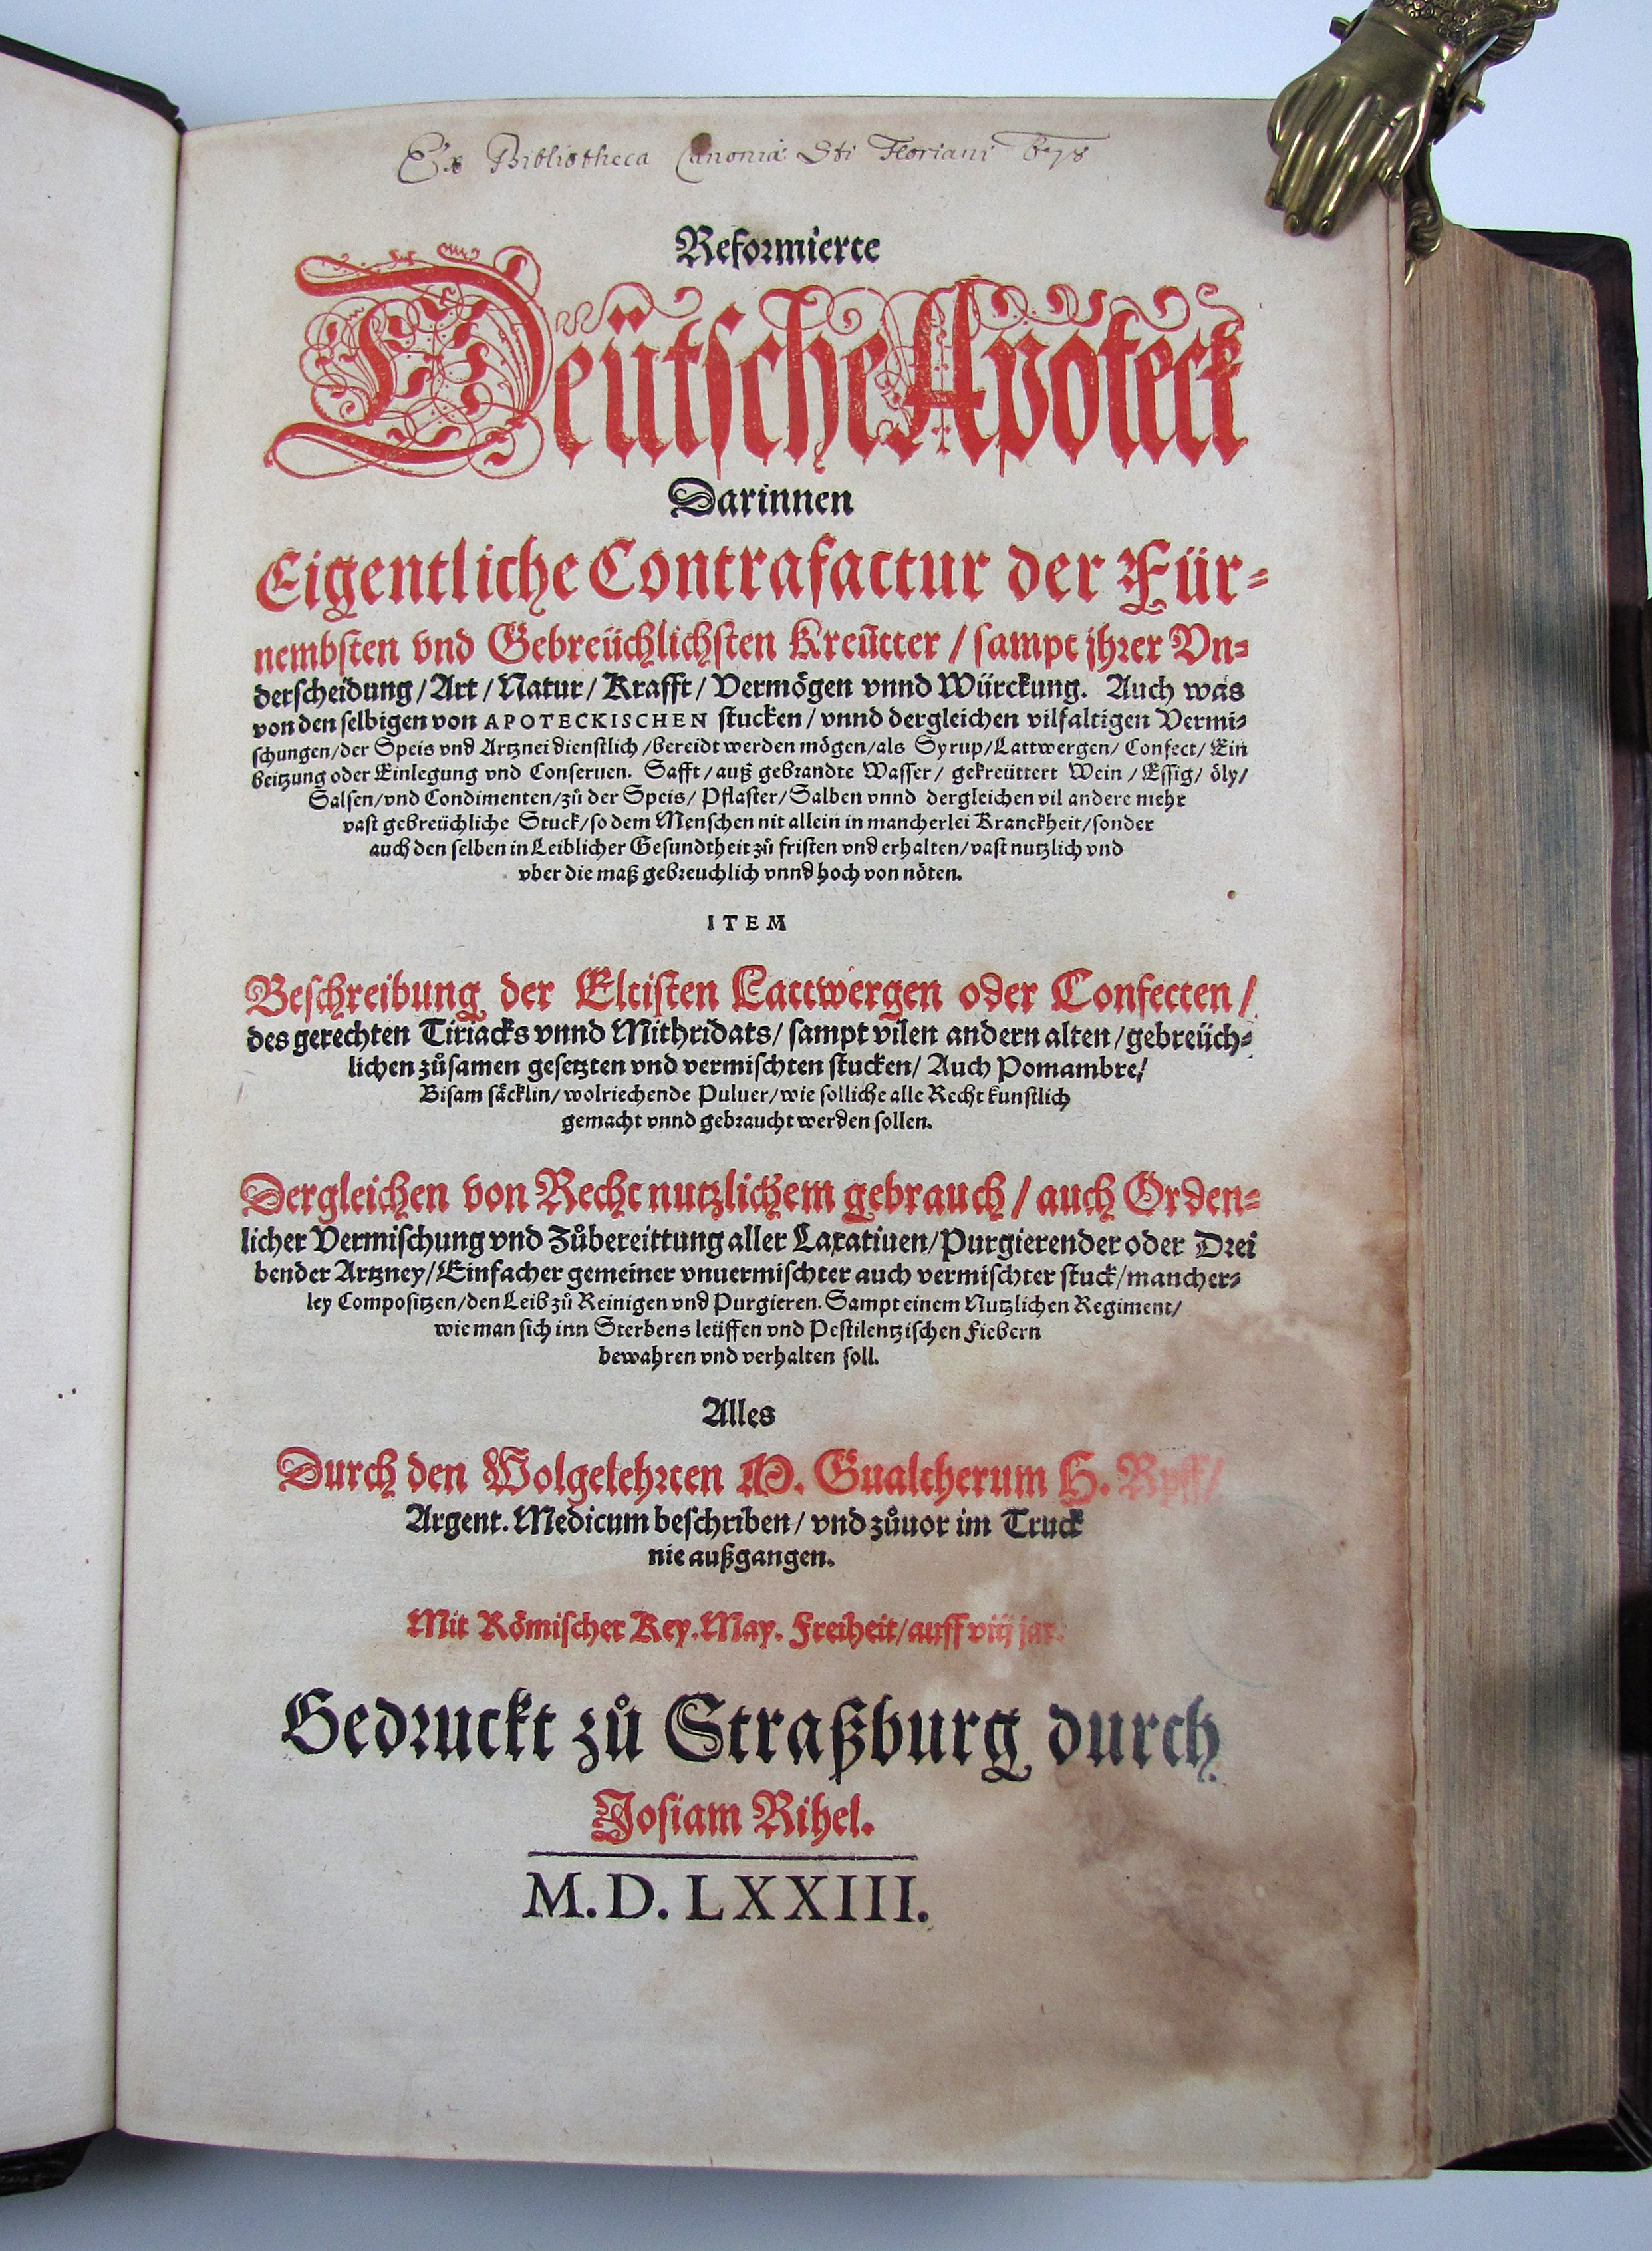 Ex Bibliotheca Canoniæ Sti Floriani
Reformierte
Deütsche Apoteck
Darinnen
Eigentliche Contrafactur der Für⸗
nembsten vnd Gebreüchlichsten Kreütter / sampt jhrer Vn⸗
derscheidung / Art / Natur / Krafft / Vermögen vnnd Würckung. Auch was
von den selbigen von APOTECKISCHEN stucken / vnnd dergleichen vilfaltigen Vermi⸗
schungen / der Speis vnd Artznei dienstlich / bereidt werden mögen / als Syrup / Lattwergen / Confect / Ein
beitzung oder Einlegung vnd Conseruen. Safft / auß gebrandte Wasser / gekreüttert Wein / Essig / öly /
Salsen / vnd Condimenten / zů der Speis / Pflaster / Salben vnnd dergleichen vil andere mehr
vast gebreüchliche Stuck / so dem Menschen nit allein in mancherlei Kranckheit / sonder
auch den selben in Leiblicher Gesundtheit zů fristen vnd erhalten / vast nutzlich vnd
vber die maß gebreuchlich vnnd hoch von nöten.
ITEM
Beschreibung der Eltisten Lattwergen oder Confecten /
des gerechten Tiriacks vnnd Mithridats / sampt vilen andern alten / gebreüch⸗
lichen zůsamen gesetzten vnd vermischten stucken / Auch Pomambre /
Bisam säcklin / wolriechende Puluer / wie solliche alle Recht kunstlich
gemacht vnnd gebraucht werden sollen.
Dergleichen von Recht nutzlichem gebrauch / auch Orden⸗
licher Vermischung vnd Zůbereittung aller Laxatiuen / Purgierender oder Drei
bender Artzney / Einfacher gemeiner vnuermischter auch vermischter stuck / mancher⸗
ley Compositzen / den Leib zů Reinigen vnd Purgieren. Sampt einem Nutzlichen Regiment /
wie man sich inn Sterbens leüffen vnd Pestilentzischen Fiebern
bewahren vnd verhalten soll.
Alles
Durch den Wolgelehrten M. Gualtherum H. Ryff /
Argent. Medicum beschriben / vnd zůuor im Truck
nie außgangen.
Mit Römischer Key. May. Freiheit / auff viij jar.
Gedruckt zů Straßburg durch
Josiam Rihel.
M. D. LXXIII.